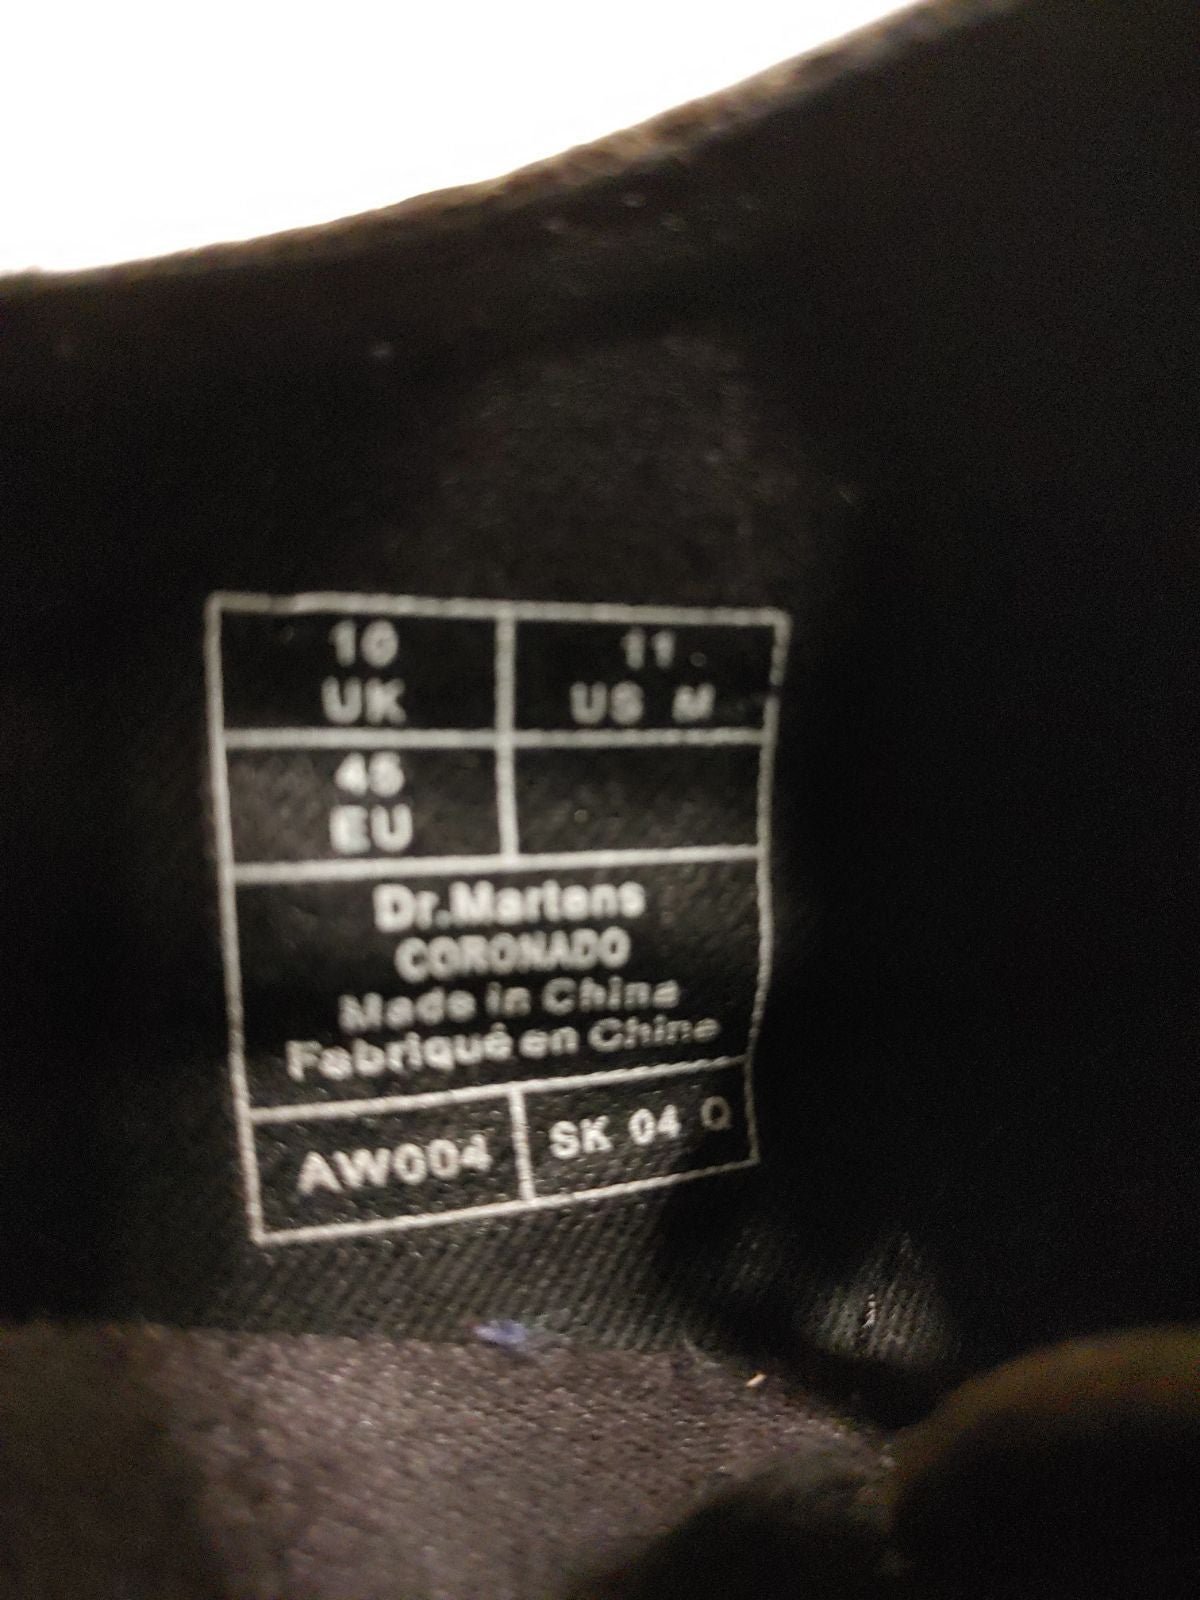 10
UK
11
US M
45
EU
Dr.Martens
CORONADO
Made in China
Fabriqué en Chine
AW004
SK 04 Q